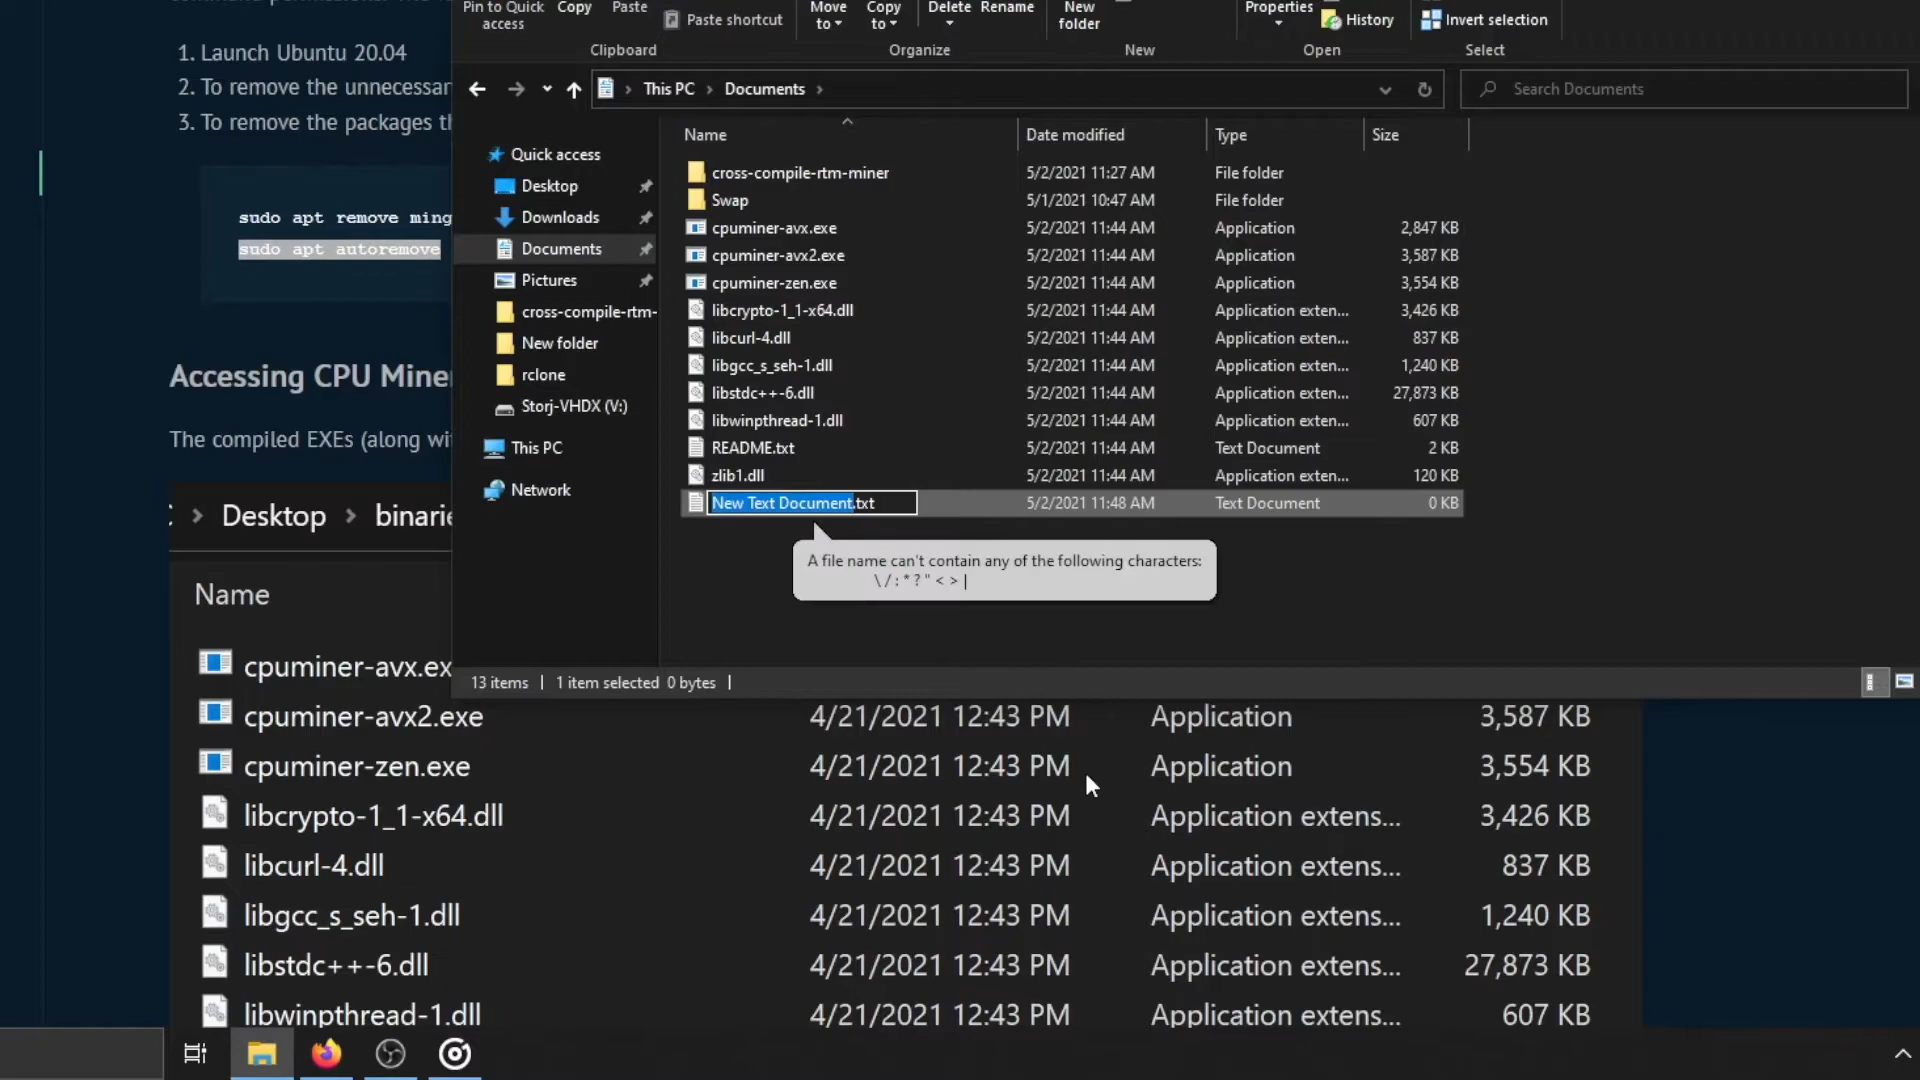 Pin to Quick access
Copy
Paste
Paste shortcut
Move to
Copy to
Delete
Rename
New folder
Properties
History
Invert selection
Clipboard
Organize
New
Open
Select
1. Launch Ubuntu 20.04
2. To remove the unnecessar
3. To remove the packages th
sudo apt remove ming
sudo apt autoremove
Accessing CPU Miner
The compiled EXEs (along wi
This PC > Documents >
Search Documents
Quick access
Desktop
Downloads
Documents
Pictures
cross-compile-rtm-
New folder
rclone
Storj-VHDX (V:)
This PC
Network
Name Date modified Type Size
cross-compile-rtm-miner 5/2/2021 11:27 AM File folder
Swap 5/1/2021 10:47 AM File folder
cpuminer-avx.exe 5/2/2021 11:44 AM Application 2,847 KB
cpuminer-avx2.exe 5/2/2021 11:44 AM Application 3,587 KB
cpuminer-zen.exe 5/2/2021 11:44 AM Application 3,554 KB
libcrypto-1_1-x64.dll 5/2/2021 11:44 AM Application exten... 3,426 KB
libcurl-4.dll 5/2/2021 11:44 AM Application exten... 837 KB
libgcc_s_seh-1.dll 5/2/2021 11:44 AM Application exten... 1,240 KB
libstdc++-6.dll 5/2/2021 11:44 AM Application exten... 27,873 KB
libwinpthread-1.dll 5/2/2021 11:44 AM Application exten... 607 KB
README.txt 5/2/2021 11:44 AM Text Document 2 KB
zlib1.dll 5/2/2021 11:44 AM Application exten... 120 KB
New Text Document.txt 5/2/2021 11:48 AM Text Document 0 KB
A file name can't contain any of the following characters:
\ / : * ? " < > |
13 items | 1 item selected 0 bytes |
> Desktop > binarie
Name
cpuminer-avx.ex
cpuminer-avx2.exe 4/21/2021 12:43 PM Application 3,587 KB
cpuminer-zen.exe 4/21/2021 12:43 PM Application 3,554 KB
libcrypto-1_1-x64.dll 4/21/2021 12:43 PM Application extens... 3,426 KB
libcurl-4.dll 4/21/2021 12:43 PM Application extens... 837 KB
libgcc_s_seh-1.dll 4/21/2021 12:43 PM Application extens... 1,240 KB
libstdc++-6.dll 4/21/2021 12:43 PM Application extens... 27,873 KB
libwinpthread-1.dll 4/21/2021 12:43 PM Application extens... 607 KB